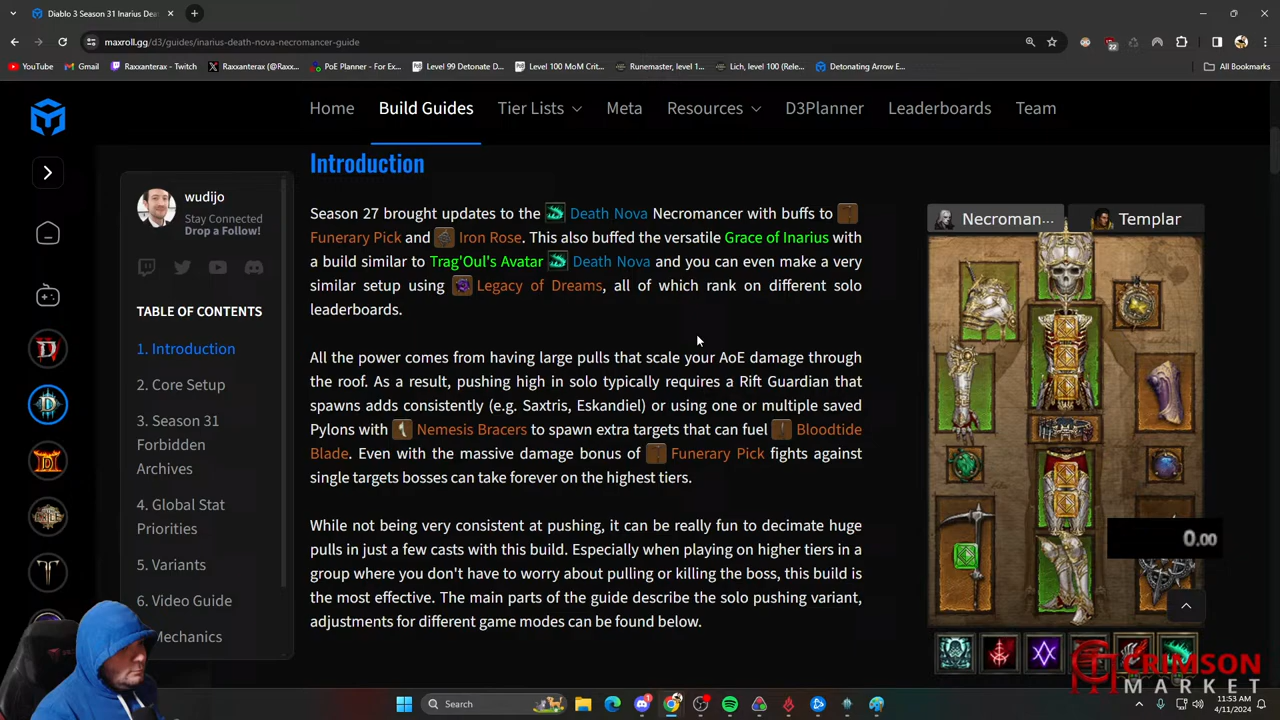 Diablo 3 Season 31 Inarius Dea
maxroll.gg/d3/guides/inarius-death-nova-necromancer-guide
YouTube
Gmail
Raxxanterax - Twitch
Raxxanterax (@Raxx...
PoE Planner - For Ex...
Level 99 Detonate D...
Level 100 MoM Crit...
Runemaster, level 1...
Lich, level 100 (Rele...
Detonating Arrow E...
All Bookmarks
22
Home
Build Guides
Tier Lists
Meta
Resources
D3Planner
Leaderboards
Team
wudijo
Stay Connected
Drop a Follow!
TABLE OF CONTENTS
1. Introduction
2. Core Setup
3. Season 31
Forbidden
Archives
4. Global Stat
Priorities
5. Variants
6. Video Guide
Mechanics
Introduction
Season 27 brought updates to the Death Nova Necromancer with buffs to
Funerary Pick and Iron Rose. This also buffed the versatile Grace of Inarius with
a build similar to Trag'Oul's Avatar Death Nova and you can even make a very
similar setup using Legacy of Dreams, all of which rank on different solo
leaderboards.
All the power comes from having large pulls that scale your AoE damage through
the roof. As a result, pushing high in solo typically requires a Rift Guardian that
spawns adds consistently (e.g. Saxtris, Eskandiel) or using one or multiple saved
Pylons with Nemesis Bracers to spawn extra targets that can fuel Bloodtide
Blade. Even with the massive damage bonus of Funerary Pick fights against
single targets bosses can take forever on the highest tiers.
While not being very consistent at pushing, it can be really fun to decimate huge
pulls in just a few casts with this build. Especially when playing on higher tiers in a
group where you don't have to worry about pulling or killing the boss, this build is
the most effective. The main parts of the guide describe the solo pushing variant,
adjustments for different game modes can be found below.
Necroman...
Templar
0.00
CRIMSON
MARKET
Search
11:53 AM
4/11/2024